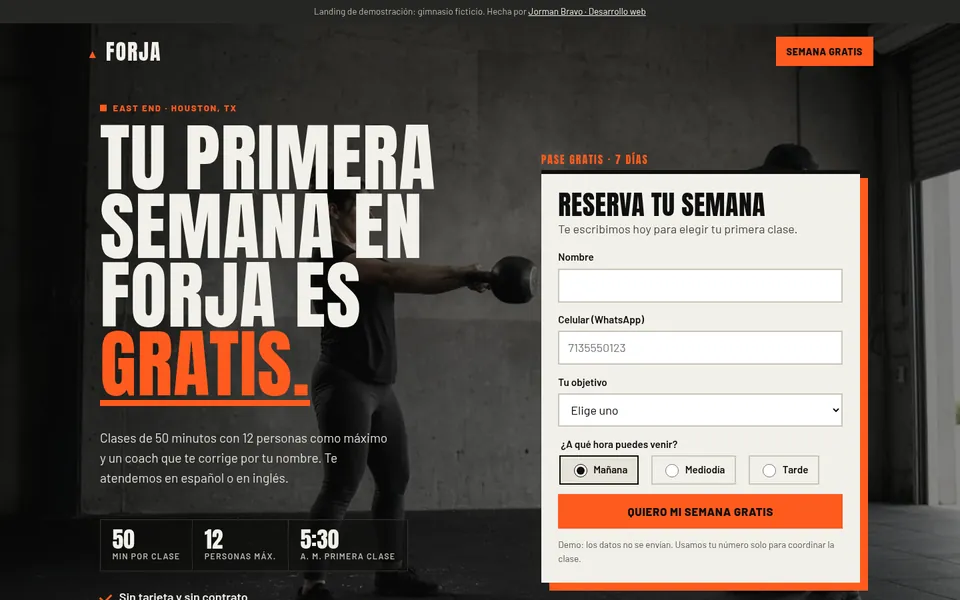 Landing de demostración: gimnasio ficticio. Hecha por Jorman Bravo · Desarrollo web
FORJA
SEMANA GRATIS
EAST END · HOUSTON, TX
TU PRIMERA
SEMANA EN
FORJA ES
GRATIS.
Clases de 50 minutos con 12 personas como máximo
y un coach que te corrige por tu nombre. Te
atendemos en español o en inglés.
50
MIN POR CLASE
12
PERSONAS MÁX.
5:30
A. M. PRIMERA CLASE
Sin tarjeta y sin contrato
PASE GRATIS · 7 DÍAS
RESERVA TU SEMANA
Te escribimos hoy para elegir tu primera clase.
Nombre
Celular (WhatsApp)
7135550123
Tu objetivo
Elige uno
¿A qué hora puedes venir?
Mañana
Mediodía
Tarde
QUIERO MI SEMANA GRATIS
Demo: los datos no se envían. Usamos tu número solo para coordinar la
clase.